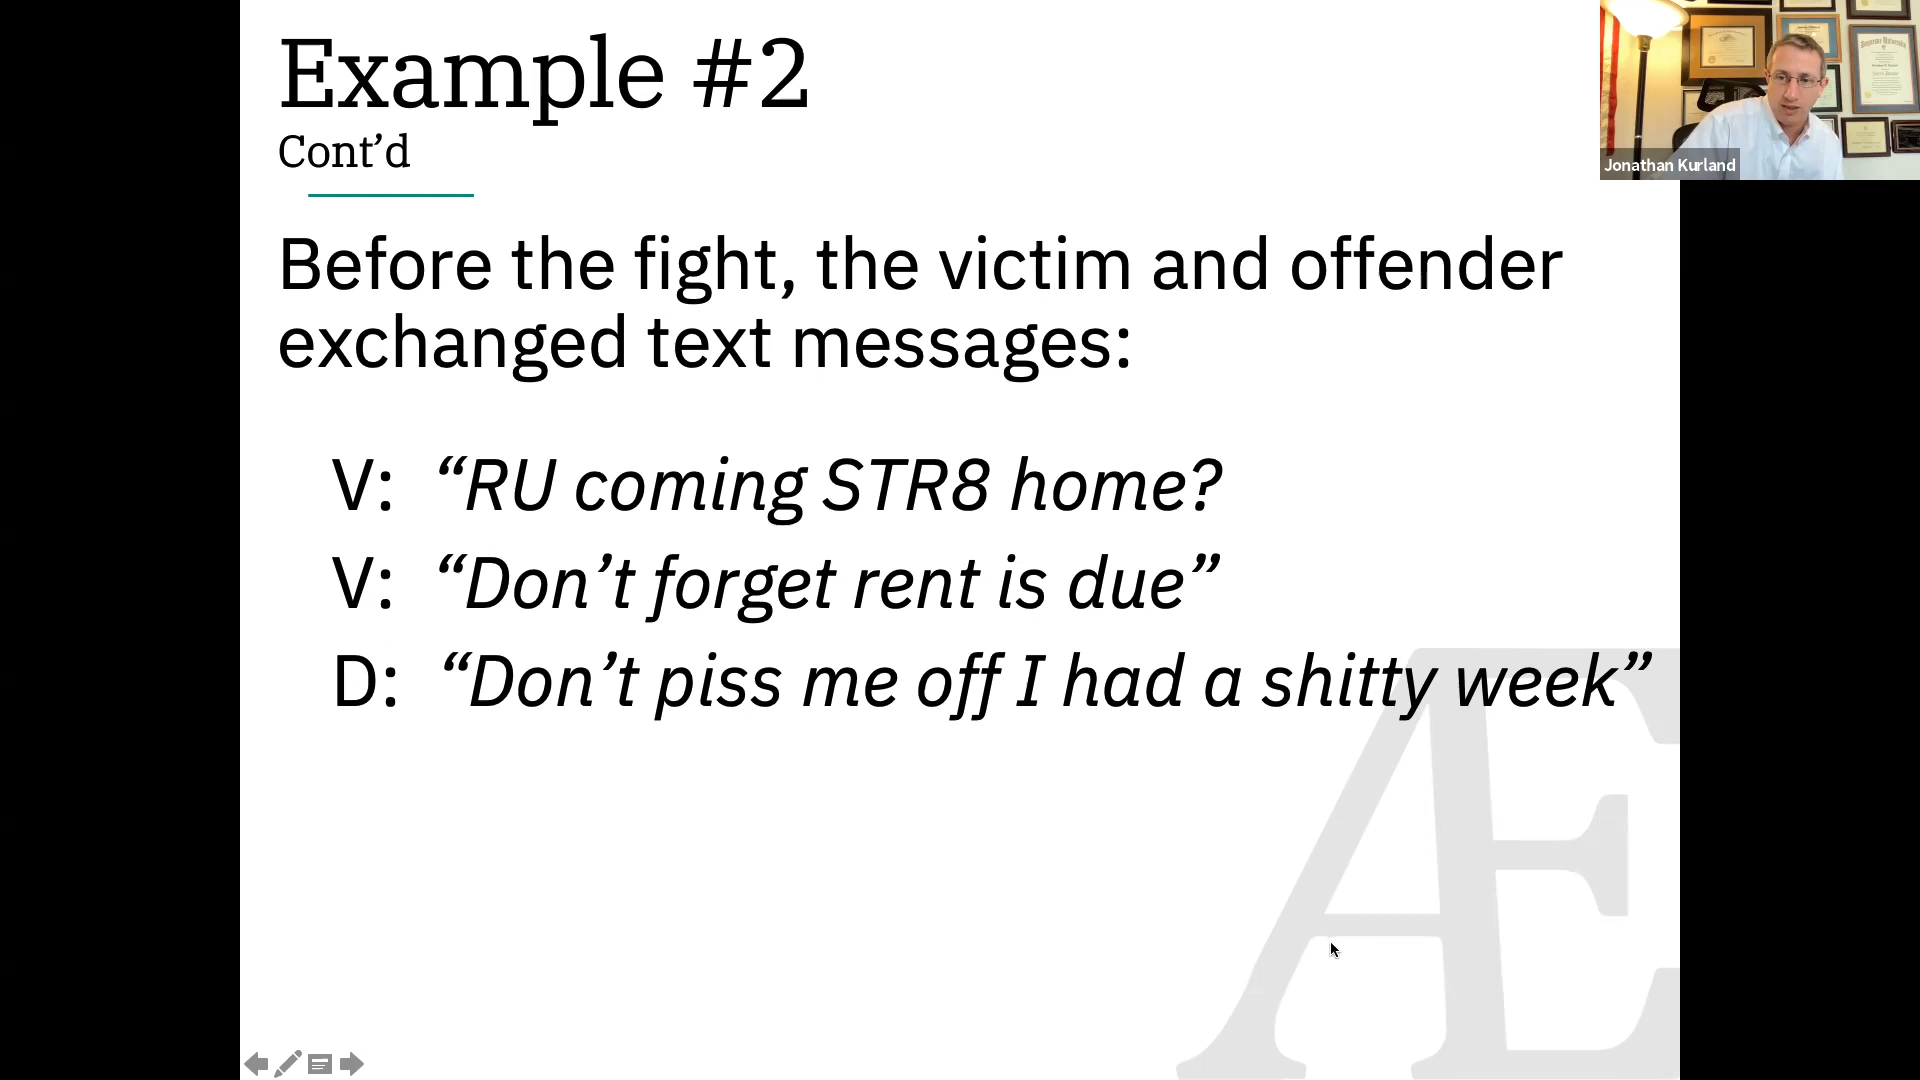 Example #2
Cont’d
Before the fight, the victim and offender
exchanged text messages:
V: “RU coming STR8 home?
V: “Don’t forget rent is due”
D: “Don’t piss me off I had a shitty week”
Æ
Jonathan Kurland